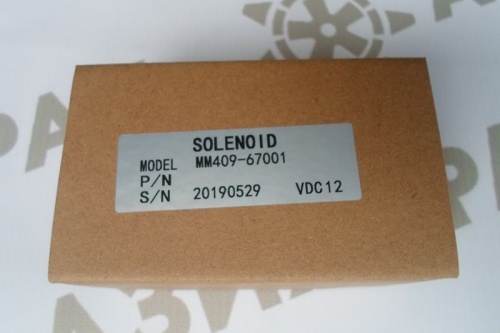 SOLENOID
MODEL MM409-67001
P/N
S/N 20190529 VDC12